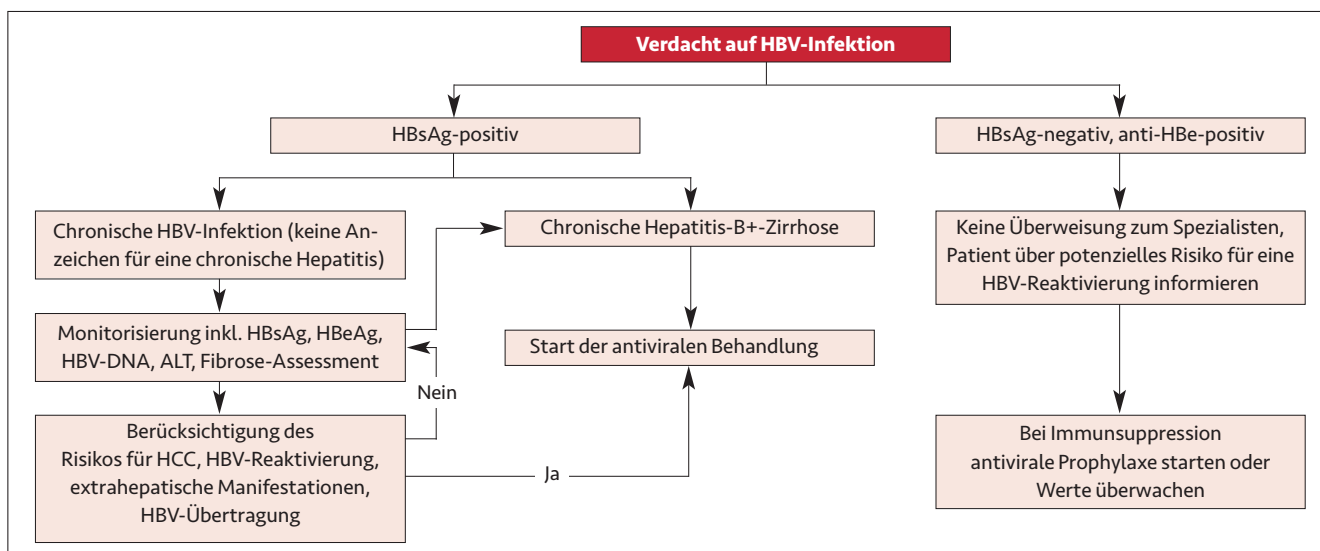 Verdacht auf HBV-Infektion
HBsAg-positiv
HBsAg-negativ, anti-HBe-positiv
Chronische HBV-Infektion (keine An-
zeichen für eine chronische Hepatitis)
Chronische Hepatitis-B+-Zirrhose
Keine Überweisung zum Spezialisten,
Patient über potenzielles Risiko für eine
HBV-Reaktivierung informieren
Monitorisierung inkl. HBsAg, HBeAg,
HBV-DNA, ALT, Fibrose-Assessment
Start der antiviralen Behandlung
Nein
Berücksichtigung des
Risikos für HCC, HBV-Reaktivierung,
extrahepatische Manifestationen,
HBV-Übertragung
Ja
Bei Immunsuppression
antivirale Prophylaxe starten oder
Werte überwachen